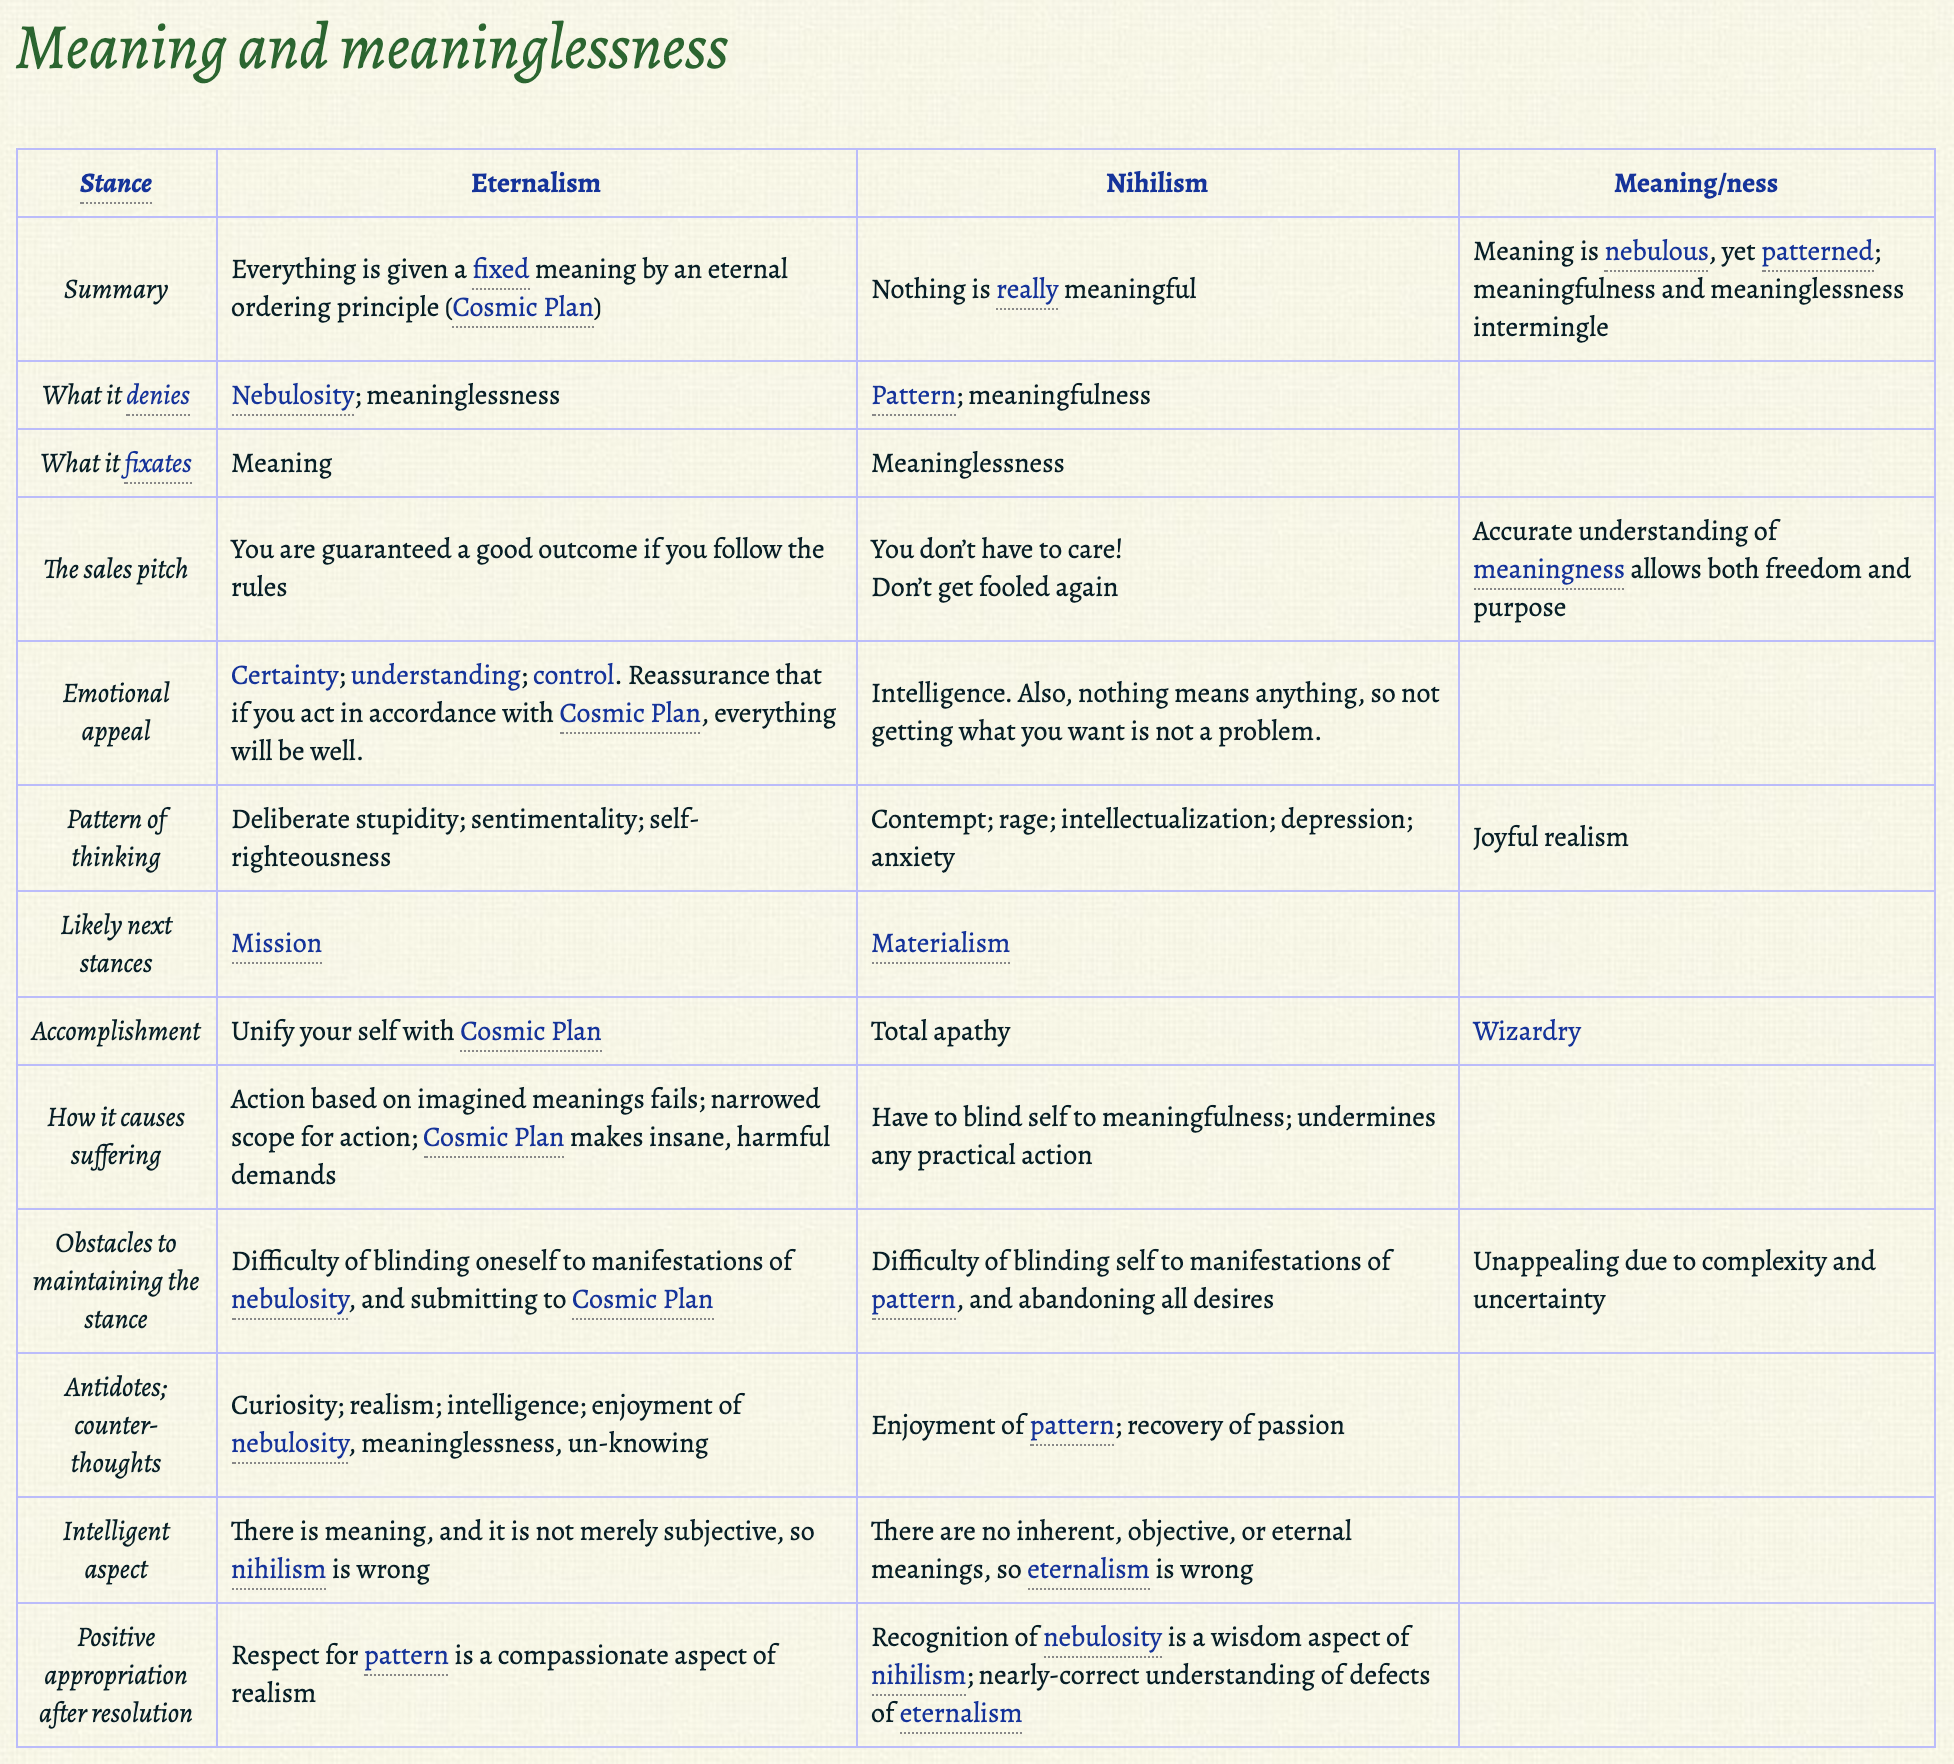 Meaning and meaninglessness
Stance
Eternalism
Nihilism
Meaning/ness
Summary
Everything is given a fixed meaning by an eternal
ordering principle (Cosmic Plan)
Nothing is really meaningful
Meaning is nebulous, yet patterned;
meaningfulness and meaninglessness
intermingle
What it denies
Nebulosity; meaninglessness
Pattern; meaningfulness
What it fixates
Meaning
Meaninglessness
The sales pitch
You are guaranteed a good outcome if you follow the
rules
You don’t have to care!
Don’t get fooled again
Accurate understanding of
meaningness allows both freedom and
purpose
Emotional
appeal
Certainty; understanding; control. Reassurance that
if you act in accordance with Cosmic Plan, everything
will be well.
Intelligence. Also, nothing means anything, so not
getting what you want is not a problem.
Pattern of
thinking
Deliberate stupidity; sentimentality; self-
righteousness
Contempt; rage; intellectualization; depression;
anxiety
Joyful realism
Likely next
stances
Mission
Materialism
Accomplishment
Unify your self with Cosmic Plan
Total apathy
Wizardry
How it causes
suffering
Action based on imagined meanings fails; narrowed
scope for action; Cosmic Plan makes insane, harmful
demands
Have to blind self to meaningfulness; undermines
any practical action
Obstacles to
maintaining the
stance
Difficulty of blinding oneself to manifestations of
nebulosity, and submitting to Cosmic Plan
Difficulty of blinding self to manifestations of
pattern, and abandoning all desires
Unappealing due to complexity and
uncertainty
Antidotes;
counter-
thoughts
Curiosity; realism; intelligence; enjoyment of
nebulosity, meaninglessness, un-knowing
Enjoyment of pattern; recovery of passion
Intelligent
aspect
There is meaning, and it is not merely subjective, so
nihilism is wrong
There are no inherent, objective, or eternal
meanings, so eternalism is wrong
Positive
appropriation
after resolution
Respect for pattern is a compassionate aspect of
realism
Recognition of nebulosity is a wisdom aspect of
nihilism; nearly-correct understanding of defects
of eternalism